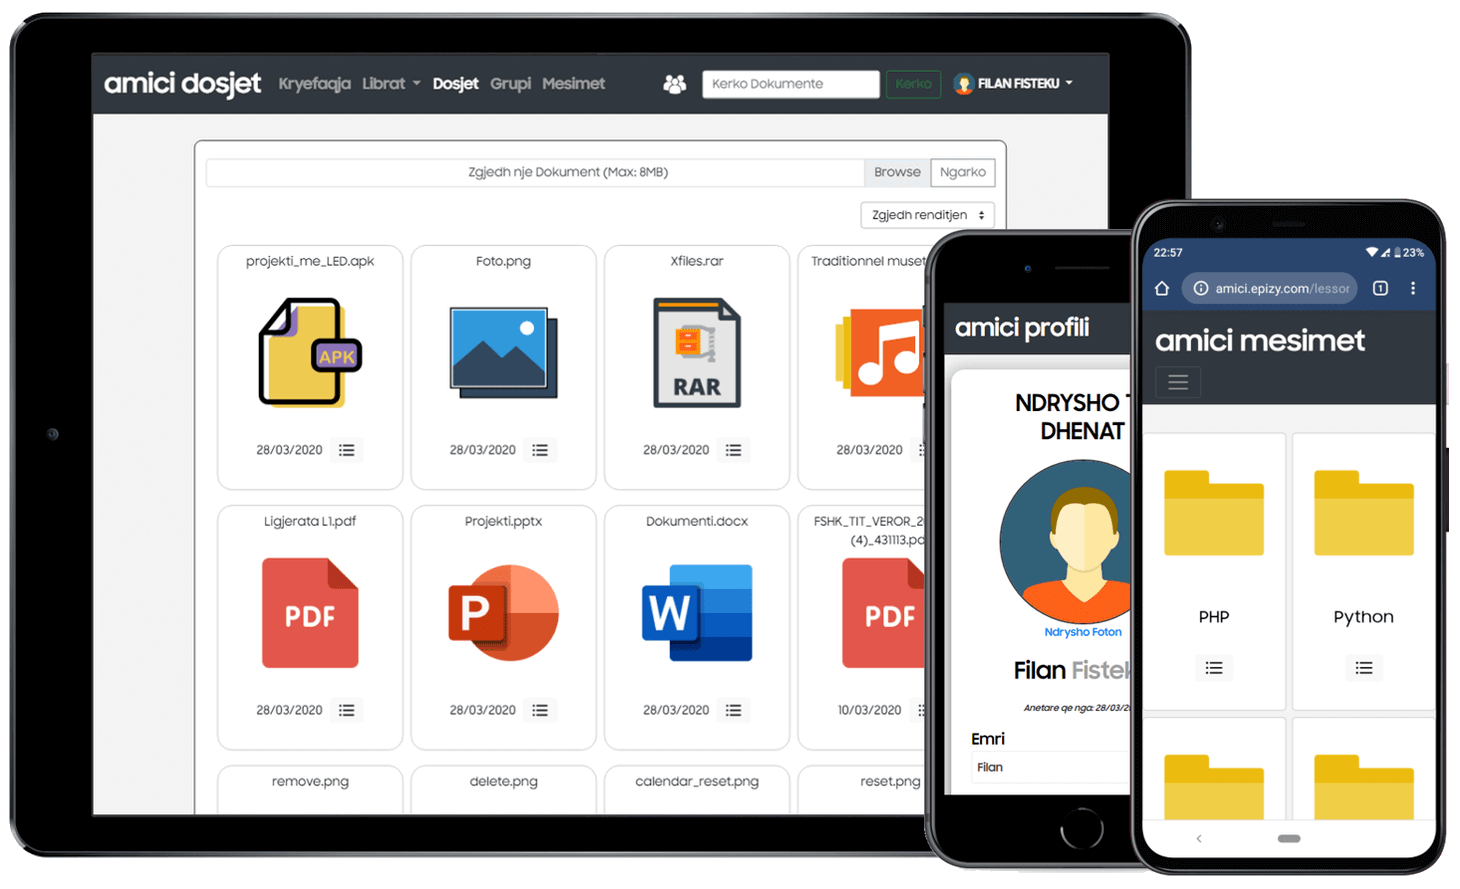 amici dosjet Kryefaqja Librat Dosjet Grupi Mesimet Kerko Dokumente Kerko FILAN FISTEKU
Zgjedh nje Dokument (Max: 8MB) Browse Ngarko
Zgjedh renditjen
projekti_me_LED.apk Foto.png Xfiles.rar Traditionnel muset
APK RAR
28/03/2020 28/03/2020 28/03/2020 28/03/2020
Ligjerata L1.pdf Projekti.pptx Dokumenti.docx FSHK_TIT_VEROR_2
(4)_431113.pd
PDF P W PDF
28/03/2020 28/03/2020 28/03/2020 10/03/2020
remove.png delete.png calendar_reset.png reset.png
amici profili
NDRYSHO T
DHENAT
Ndrysho Foton
Filan Fistek
Anetare qe nga: 28/03/20
Emri
Filan
22:57 23%
amici.epizy.com/lessor 1
amici mesimet
PHP Python